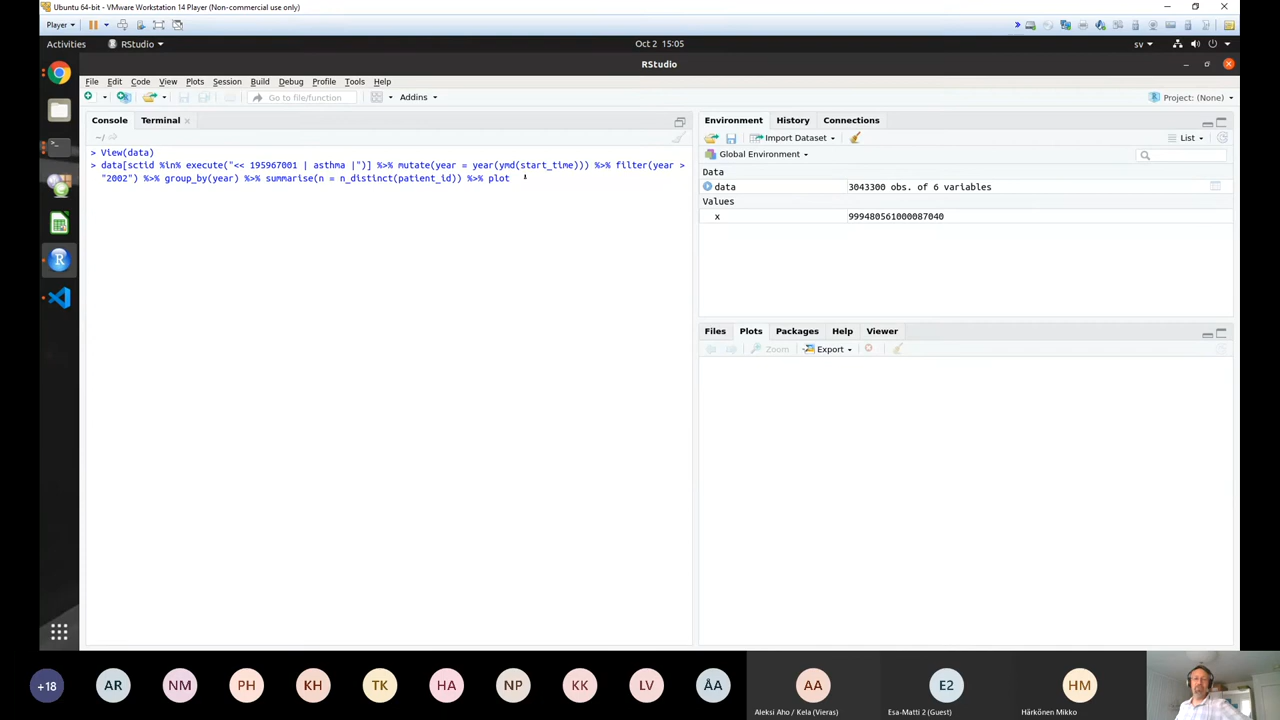 Ubuntu 64-bit - VMware Workstation 14 Player (Non-commercial use only)
Player
Activities RStudio Oct 2 15:05 sv
RStudio
File Edit Code View Plots Session Build Debug Profile Tools Help
Go to file/function Addins Project: (None)
Console Terminal
~/
> View(data)
> data[sctid %in% execute("<< 195967001 | asthma |")] %>% mutate(year = year(ymd(start_time))) %>% filter(year >
"2002") %>% group_by(year) %>% summarise(n = n_distinct(patient_id)) %>% plot
Environment History Connections
Import Dataset List
Global Environment
Data
data 3043300 obs. of 6 variables
Values
x 999480561000087040
Files Plots Packages Help Viewer
Zoom Export
+18 AR NM PH KH TK HA NP KK LV ÅA AA E2 HM
Aleksi Aho / Kela (Vieras) Esa-Matti 2 (Guest) Härkönen Mikko